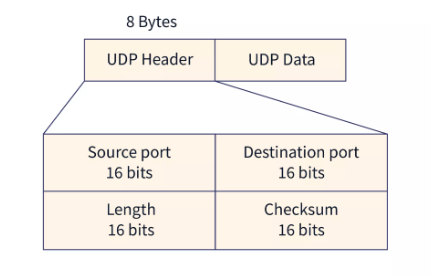 8 Bytes
UDP Header UDP Data
Source port Destination port
16 bits 16 bits
Length Checksum
16 bits 16 bits